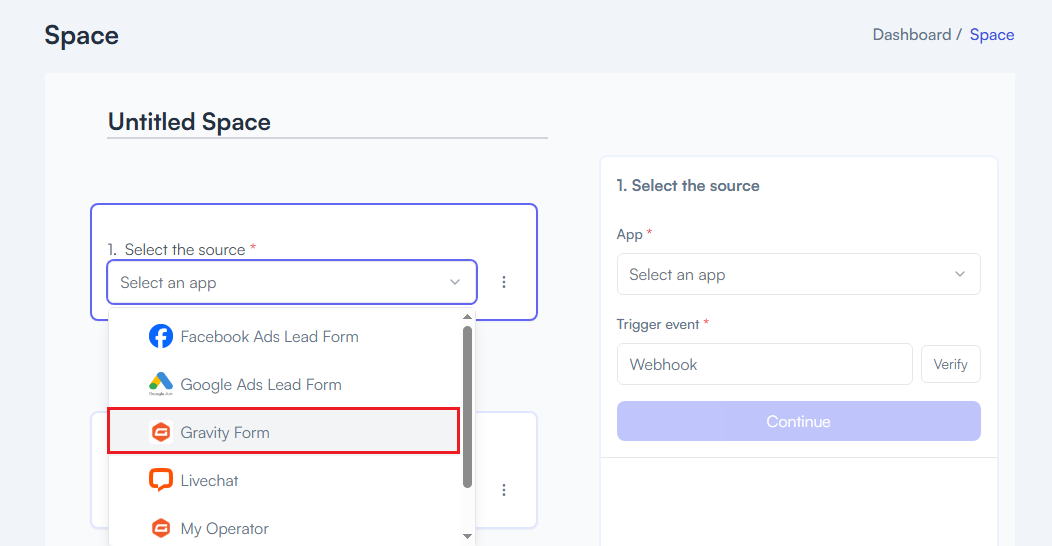 Space
Dashboard / Space
Untitled Space
1. Select the source *
Select an app
Facebook Ads Lead Form
Google Ads Lead Form
Gravity Form
Livechat
My Operator
1. Select the source
App *
Select an app
Trigger event *
Webhook
Verify
Continue